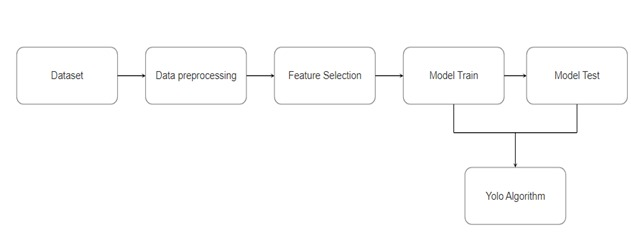 Dataset
Data preprocessing
Feature Selection
Model Train
Model Test
Yolo Algorithm